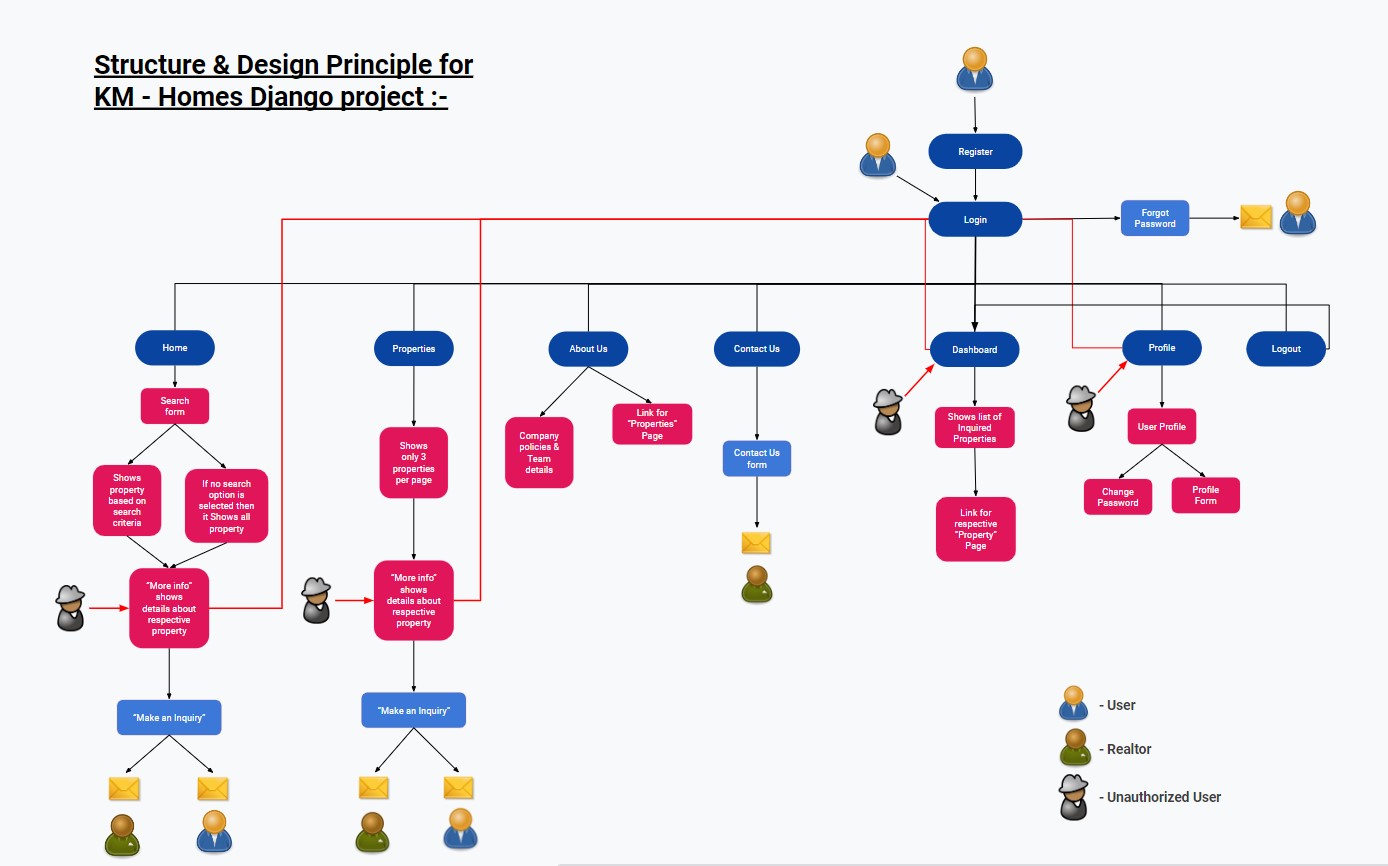 Structure & Design Principle for
KM - Homes Django project :-
Register
Login
Forgot
Password
Home
Properties
About Us
Contact Us
Dashboard
Profile
Logout
Search
form
Shows
property
based on
search
criteria
If no search
option is
selected then
it Shows all
property
"More info"
shows
details about
respective
property
"Make an Inquiry"
Shows
only 3
properties
per page
"More info"
shows
details about
respective
property
"Make an Inquiry"
Company
policies &
Team
details
Link for
"Properties"
Page
Contact Us
form
Shows list of
Inquired
Properties
Link for
respective
"Property"
Page
User Profile
Change
Password
Profile
Form
- User
- Realtor
- Unauthorized User